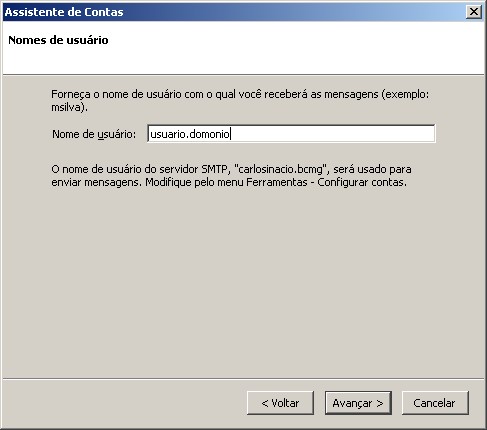 Assistente de Contas
Nomes de usuário
Forneça o nome de usuário com o qual você receberá as mensagens (exemplo:
msilva).
Nome de usuário: usuario.domonio
O nome de usuário do servidor SMTP, "carlosinacio.bcmg", será usado para
enviar mensagens. Modifique pelo menu Ferramentas - Configurar contas.
< Voltar Avançar > Cancelar